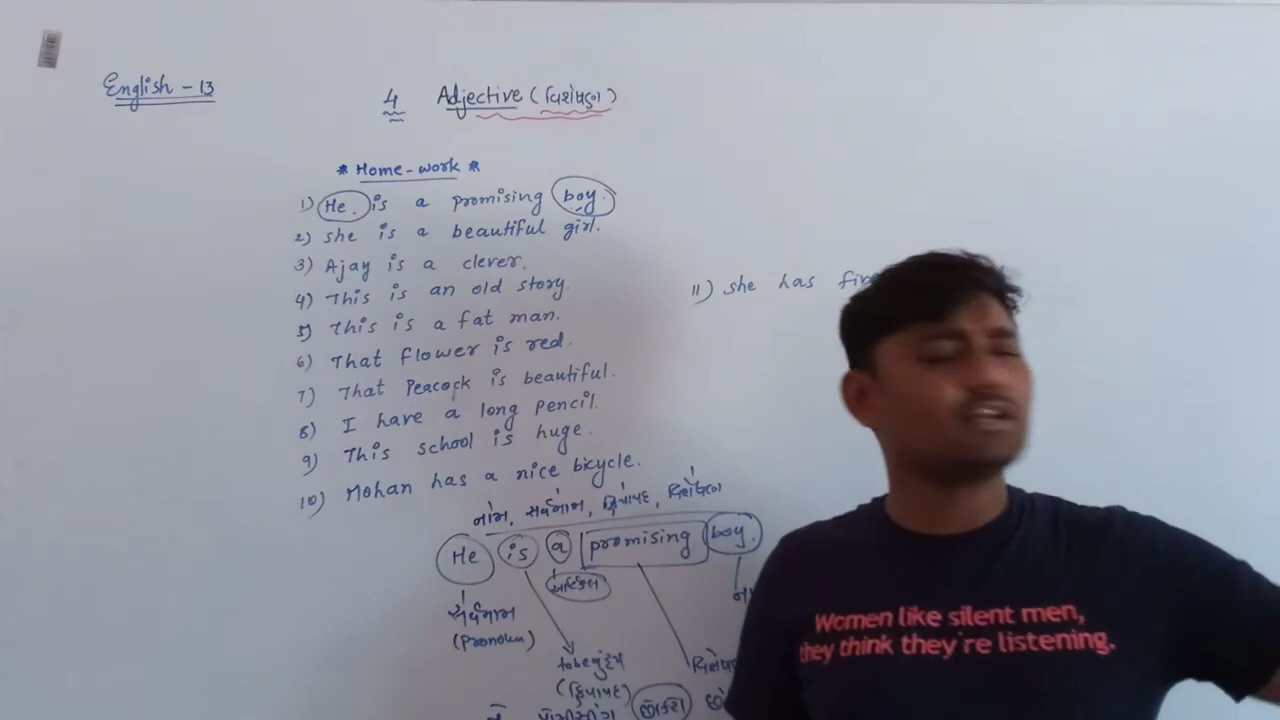 English - 13
4 Adjective (વિશેષણ)
* Home-work *
1) He is a promising boy.
2) she is a beautiful girl.
3) Ajay is a clever.
4) This is an old story.
5) This is a fat man.
6) That flower is red.
7) That Peacock is beautiful.
8) I have a long pencil.
9) This school is huge.
10) Mohan has a nice bicycle.
11) she has
નામ, સર્વનામ, ક્રિયાપદ, વિશેષણ
He is a promising boy.
આર્ટિકલ
સર્વનામ
(Pronoun)
to be નું રૂપ
(ક્રિયાપદ)
છોકરો
Women like silent men,
they think they're listening.